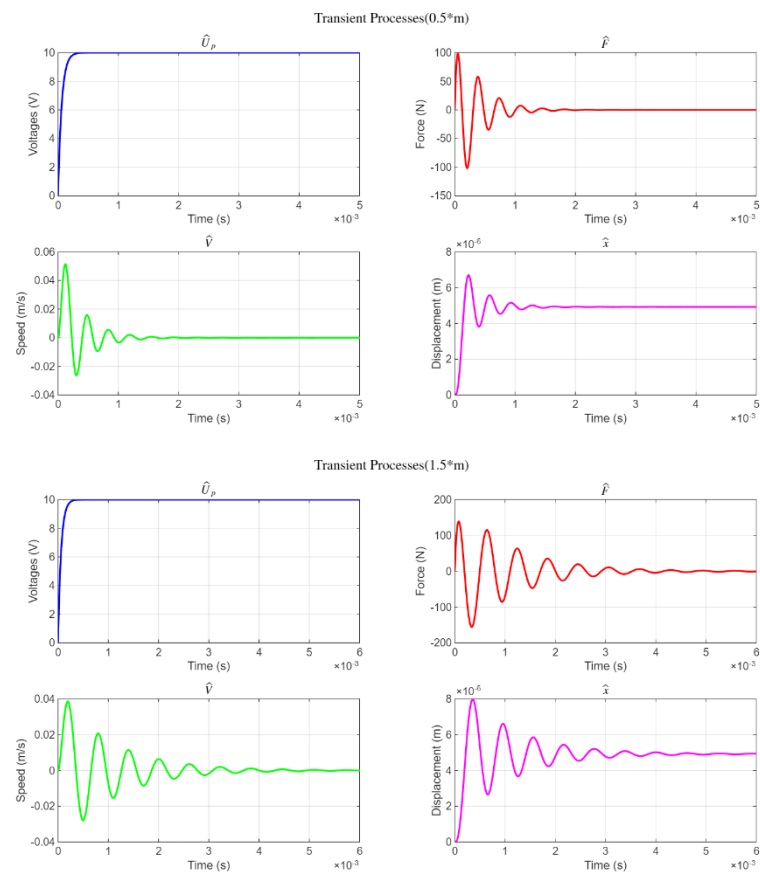 Transient Processes(0.5*m)
Û_p
Voltages (V)
10
8
6
4
2
0
0 1 2 3 4 5
Time (s)
×10^-3
F̂
Force (N)
100
50
0
-50
-100
-150
0 1 2 3 4 5
Time (s)
×10^-3
V̂
Speed (m/s)
0.06
0.04
0.02
0
-0.02
-0.04
0 1 2 3 4 5
Time (s)
×10^-3
x̂
×10^-6
Displacement (m)
8
6
4
2
0
0 1 2 3 4 5
Time (s)
×10^-3
Transient Processes(1.5*m)
Û_p
Voltages (V)
10
8
6
4
2
0
0 1 2 3 4 5 6
Time (s)
×10^-3
F̂
Force (N)
200
100
0
-100
-200
0 1 2 3 4 5 6
Time (s)
×10^-3
V̂
Speed (m/s)
0.04
0.02
0
-0.02
-0.04
0 1 2 3 4 5 6
Time (s)
×10^-3
x̂
×10^-6
Displacement (m)
8
6
4
2
0
0 1 2 3 4 5 6
Time (s)
×10^-3